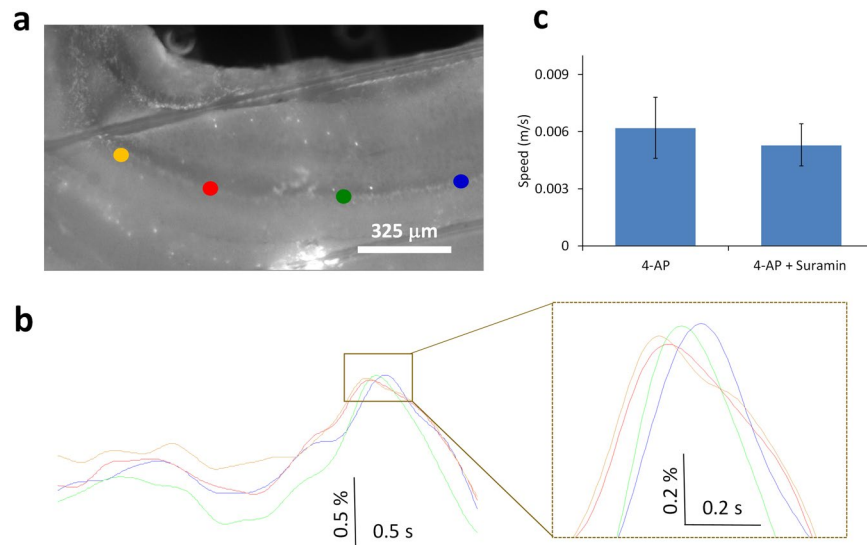 a
325 μm
c
Speed (m/s)
0.009
0.006
0.003
0
4-AP
4-AP + Suramin
b
0.5 %
0.5 s
0.2 %
0.2 s